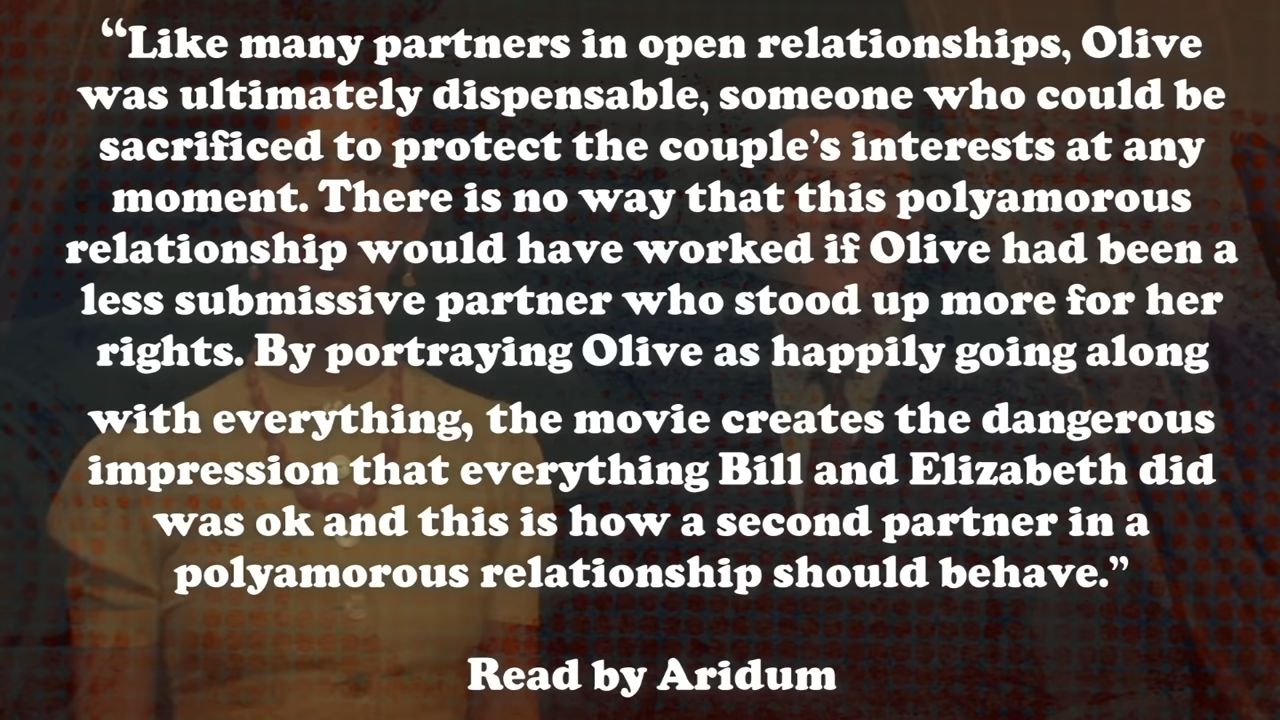 “Like many partners in open relationships, Olive
was ultimately dispensable, someone who could be
sacrificed to protect the couple’s interests at any
moment. There is no way that this polyamorous
relationship would have worked if Olive had been a
less submissive partner who stood up more for her
rights. By portraying Olive as happily going along
with everything, the movie creates the dangerous
impression that everything Bill and Elizabeth did
was ok and this is how a second partner in a
polyamorous relationship should behave.”
Read by Aridum